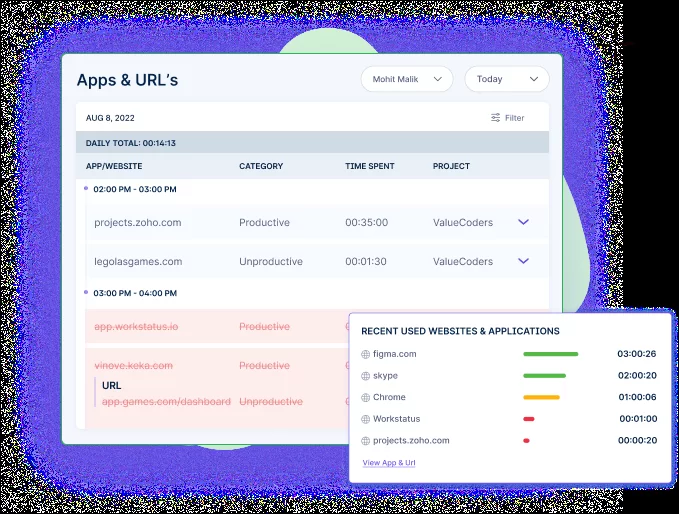 Apps & URL's
Mohit Malik
Today
AUG 8, 2022
Filter
DAILY TOTAL: 00:14:13
APP/WEBSITE CATEGORY TIME SPENT PROJECT
02:00 PM - 03:00 PM
projects.zoho.com Productive 00:35:00 ValueCoders
legolasgames.com Unproductive 00:01:30 ValueCoders
03:00 PM - 04:00 PM
app.workstatus.io Productive
vinove.keka.com Productive
URL
app.games.com/dashboard Unproductive
RECENT USED WEBSITES & APPLICATIONS
figma.com 03:00:26
skype 02:00:20
Chrome 01:00:06
Workstatus 00:01:00
projects.zoho.com 00:00:20
View App & Url